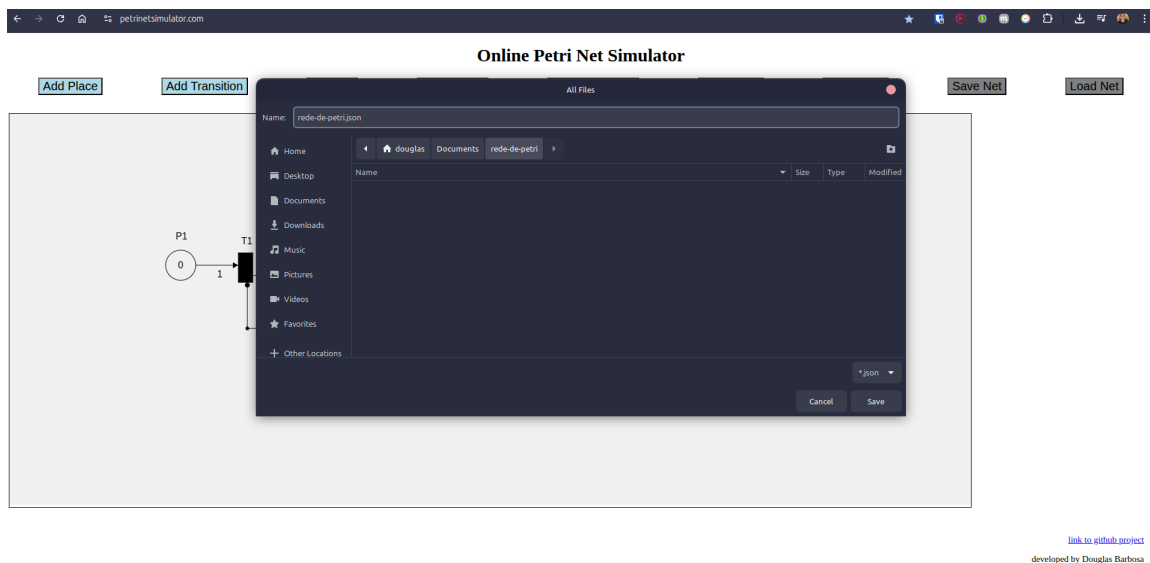 petrinetsimulator.com
Online Petri Net Simulator
Add Place
Add Transition
Save Net
Load Net
All Files
Name:
rede-de-petri.json
Home
douglas
Documents
rede-de-petri
Name
Size
Type
Modified
Desktop
Documents
Downloads
Music
Pictures
Videos
Favorites
Other Locations
P1
T1
0
1
*.json
Cancel
Save
link to github project
developed by Douglas Barbosa